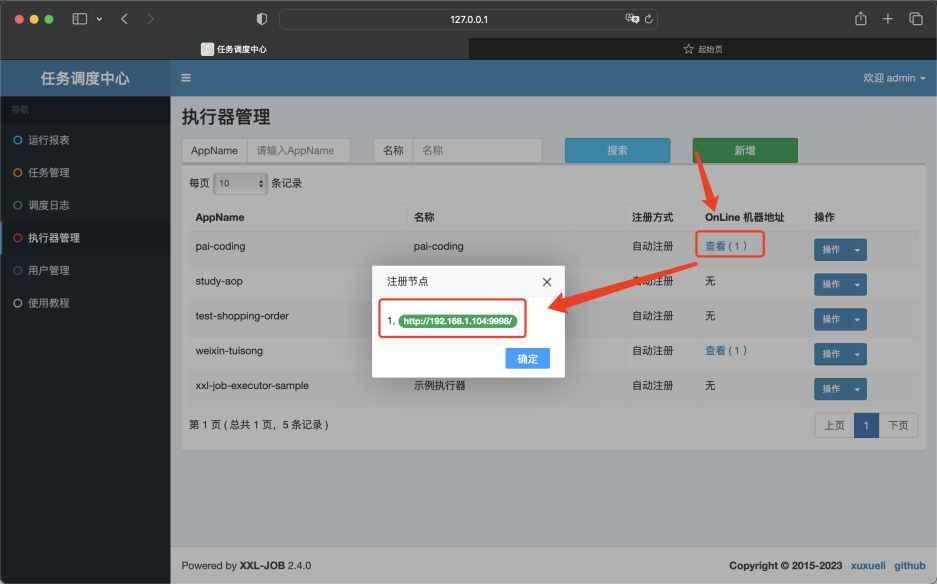 127.0.0.1
任务调度中心
起始页
任务调度中心
欢迎 admin
导航
运行报表
任务管理
调度日志
执行器管理
用户管理
使用教程
执行器管理
AppName 请输入AppName 名称 名称 搜索 新增
每页 10 条记录
AppName 名称 注册方式 OnLine 机器地址 操作
pai-coding pai-coding 自动注册 查看 ( 1 ) 操作
study-aop 自动注册 无 操作
test-shopping-order 自动注册 无 操作
weixin-tuisong 自动注册 查看 ( 1 ) 操作
xxl-job-executor-sample 示例执行器 自动注册 无 操作
第 1 页 ( 总共 1 页，5 条记录 ) 上页 1 下页
注册节点
1. http://192.168.1.104:9998/
确定
Powered by XXL-JOB 2.4.0
Copyright © 2015-2023 xuxueli github